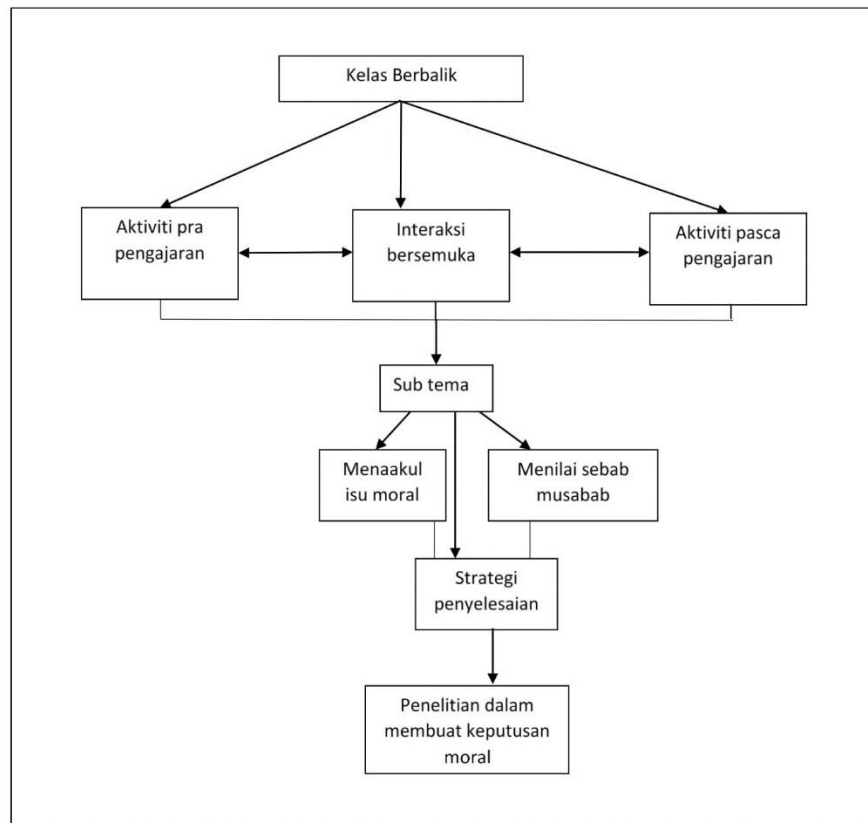 Kelas Berbalik
Aktiviti pra
pengajaran
Interaksi
bersemuka
Aktiviti pasca
pengajaran
Sub tema
Menaakul
isu moral
Menilai sebab
musabab
Strategi
penyelesaian
Penelitian dalam
membuat keputusan
moral